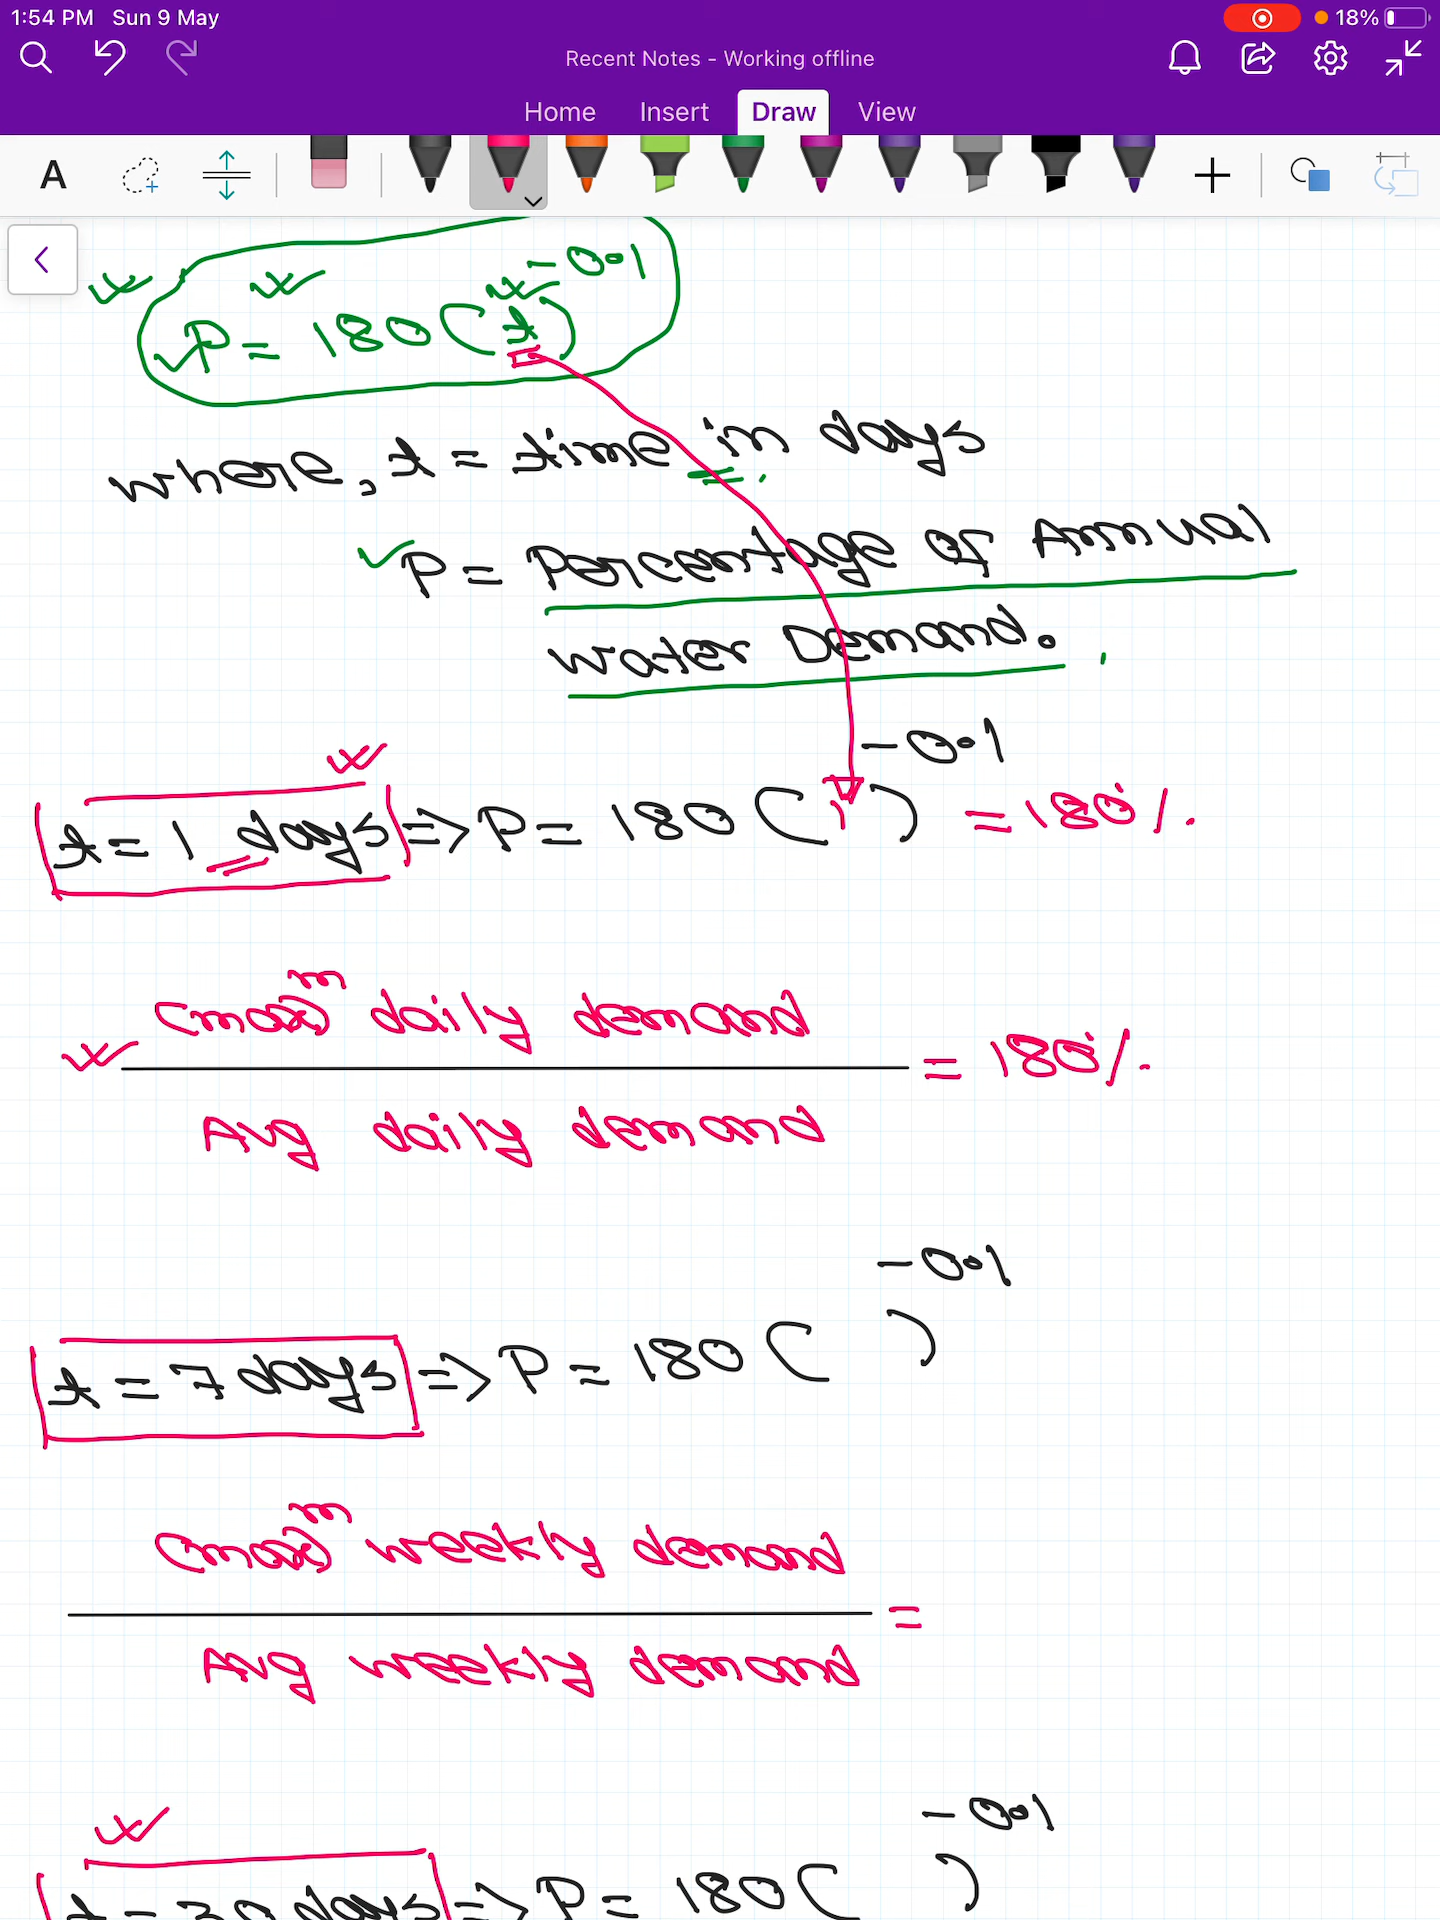 1:54 PM Sun 9 May 18%
Recent Notes - Working offline
Home Insert Draw View
A
P = 180 (t)^-0.1
where, t = time in days
P = Percentage of Annual
Water Demand.
t = 1 days => P = 180 (1)^-0.1 = 180%.
(max)^m daily demand
= 180%.
Avg daily demand
t = 7 days => P = 180 ( )^-0.1
(max)^m weekly demand
=
Avg weekly demand
t = 30 days => P = 180 ( )^-0.1